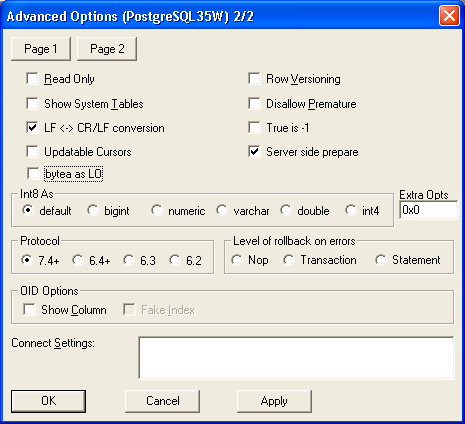 Advanced Options (PostgreSQL35W) 2/2
Page 1 Page 2
Read Only Row Versioning
Show System Tables Disallow Premature
LF <-> CR/LF conversion True is -1
Updatable Cursors Server side prepare
bytea as LO
Int8 As Extra Opts
default bigint numeric varchar double int4 0x0
Protocol Level of rollback on errors
7.4+ 6.4+ 6.3 6.2 Nop Transaction Statement
OID Options
Show Column Fake Index
Connect Settings:
OK Cancel Apply